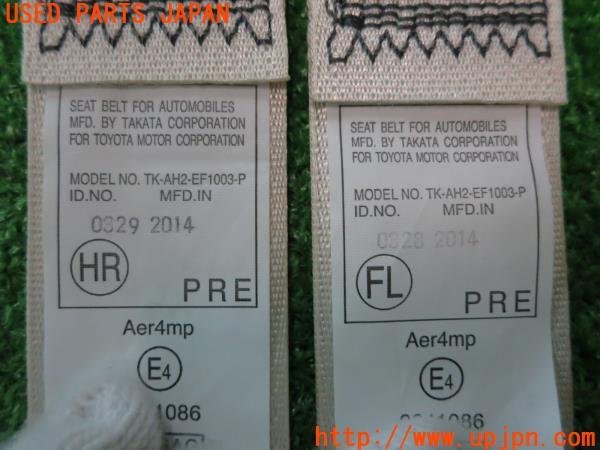 USED PARTS JAPAN
SEAT BELT FOR AUTOMOBILES
MFD. BY TAKATA CORPORATION
FOR TOYOTA MOTOR CORPORATION
MODEL NO. TK-AH2-EF1003-P
ID.NO. MFD.IN
0329 2014
HR
PRE
Aer4mp
E4
1086
SEAT BELT FOR AUTOMOBILES
MFD. BY TAKATA CORPORATION
FOR TOYOTA MOTOR CORPORATION
MODEL NO. TK-AH2-EF1003-P
ID.NO. MFD.IN
0328 2014
FL
PRE
Aer4mp
E4
1086
http://www.upjpn.com/